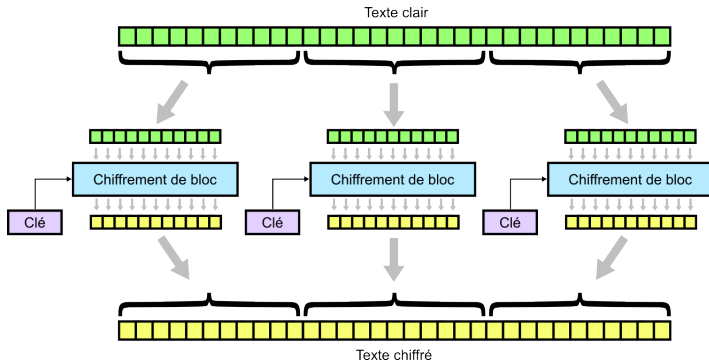 Texte clair
Chiffrement de bloc
Chiffrement de bloc
Chiffrement de bloc
Clé
Clé
Clé
Texte chiffré